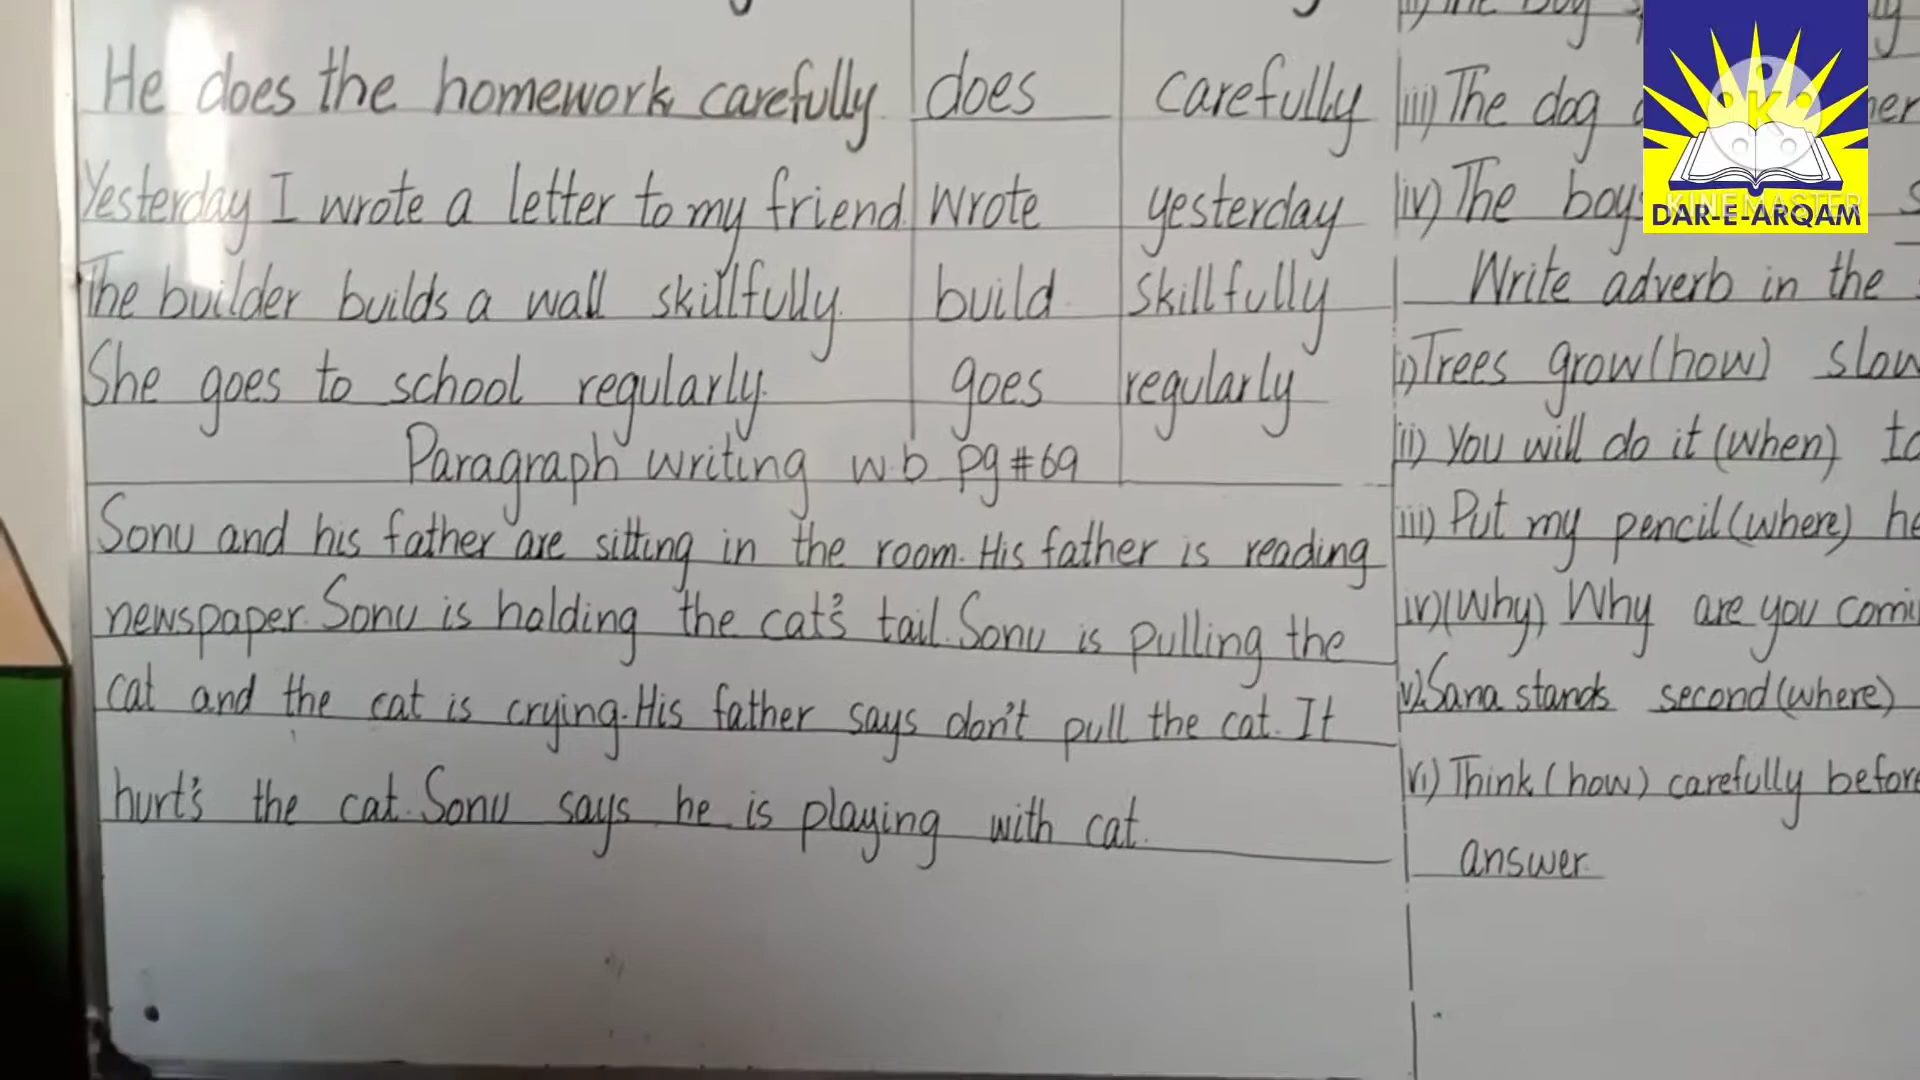 He does the homework carefully does carefully
Yesterday I wrote a letter to my friend. wrote yesterday
The builder builds a wall skillfully. build skillfully
She goes to school regularly. goes regularly
Paragraph writing w.b pg#69
Sonu and his father are sitting in the room. His father is reading
newspaper. Sonu is holding the cat's tail. Sonu is pulling the
cat and the cat is crying. His father says don't pull the cat. It
hurt's the cat. Sonu says he is playing with cat.
iii) The dog
iv) The boys
Write adverb in the
i) Trees grow (how) slow
ii) You will do it (when) to
iii) Put my pencil (where) he
iv) (Why) Why are you comi
v) Sana stands second (where)
vi) Think (how) carefully before
answer.
K
KINEMASTER
DAR-E-ARQAM